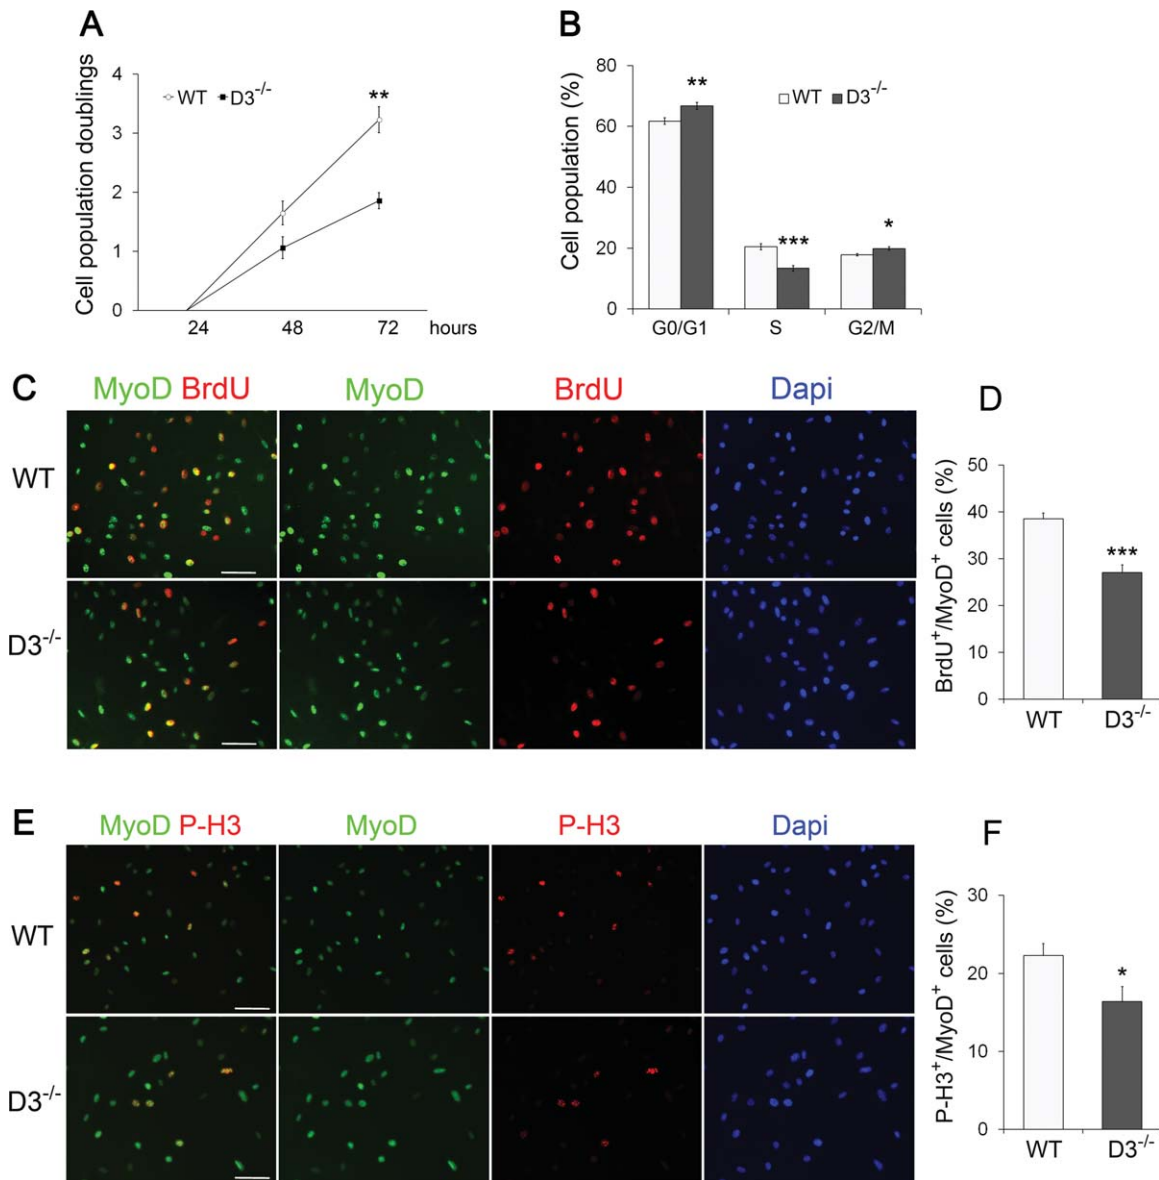 A
Cell population doublings
4
3
2
1
0
WT D3-/-
**
24 48 72 hours
B
Cell population (%)
80
60
40
20
0
WT D3-/-
** *** *
G0/G1 S G2/M
C
MyoD BrdU MyoD BrdU Dapi
WT
D3-/-
D
BrdU+/MyoD+ cells (%)
50
40
30
20
10
0
***
WT D3-/-
E
MyoD P-H3 MyoD P-H3 Dapi
WT
D3-/-
F
P-H3+/MyoD+ cells (%)
30
20
10
0
*
WT D3-/-